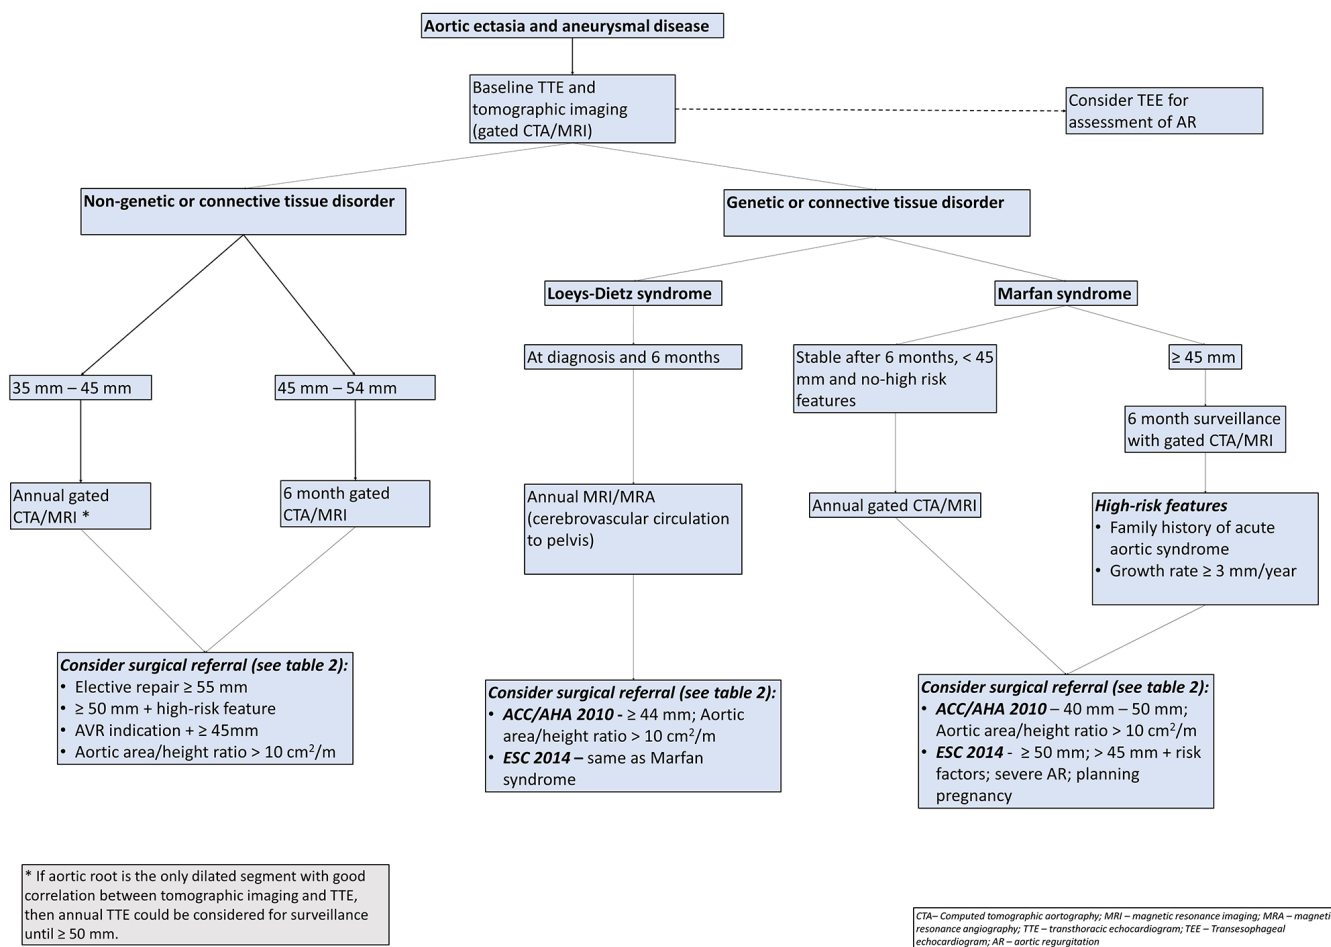 Aortic ectasia and aneurysmal disease
Baseline TTE and
tomographic imaging
(gated CTA/MRI)
Consider TEE for
assessment of AR
Non-genetic or connective tissue disorder
Genetic or connective tissue disorder
Loeys-Dietz syndrome
Marfan syndrome
At diagnosis and 6 months
Stable after 6 months, < 45
mm and no-high risk
features
≥ 45 mm
35 mm – 45 mm
45 mm – 54 mm
6 month surveillance
with gated CTA/MRI
Annual gated
CTA/MRI *
6 month gated
CTA/MRI
Annual MRI/MRA
(cerebrovascular circulation
to pelvis)
Annual gated CTA/MRI
High-risk features
• Family history of acute
aortic syndrome
• Growth rate ≥ 3 mm/year
Consider surgical referral (see table 2):
• Elective repair ≥ 55 mm
• ≥ 50 mm + high-risk feature
• AVR indication + ≥ 45mm
• Aortic area/height ratio > 10 cm²/m
Consider surgical referral (see table 2):
• ACC/AHA 2010 - ≥ 44 mm; Aortic
area/height ratio > 10 cm²/m
• ESC 2014 – same as Marfan
syndrome
Consider surgical referral (see table 2):
• ACC/AHA 2010 – 40 mm – 50 mm;
Aortic area/height ratio > 10 cm²/m
• ESC 2014 - ≥ 50 mm; > 45 mm + risk
factors; severe AR; planning
pregnancy
* If aortic root is the only dilated segment with good
correlation between tomographic imaging and TTE,
then annual TTE could be considered for surveillance
until ≥ 50 mm.
CTA– Computed tomographic aortography; MRI – magnetic resonance imaging; MRA – magneti
resonance angiography; TTE – transthoracic echocardiogram; TEE – Transesophageal
echocardiogram; AR – aortic regurgitation